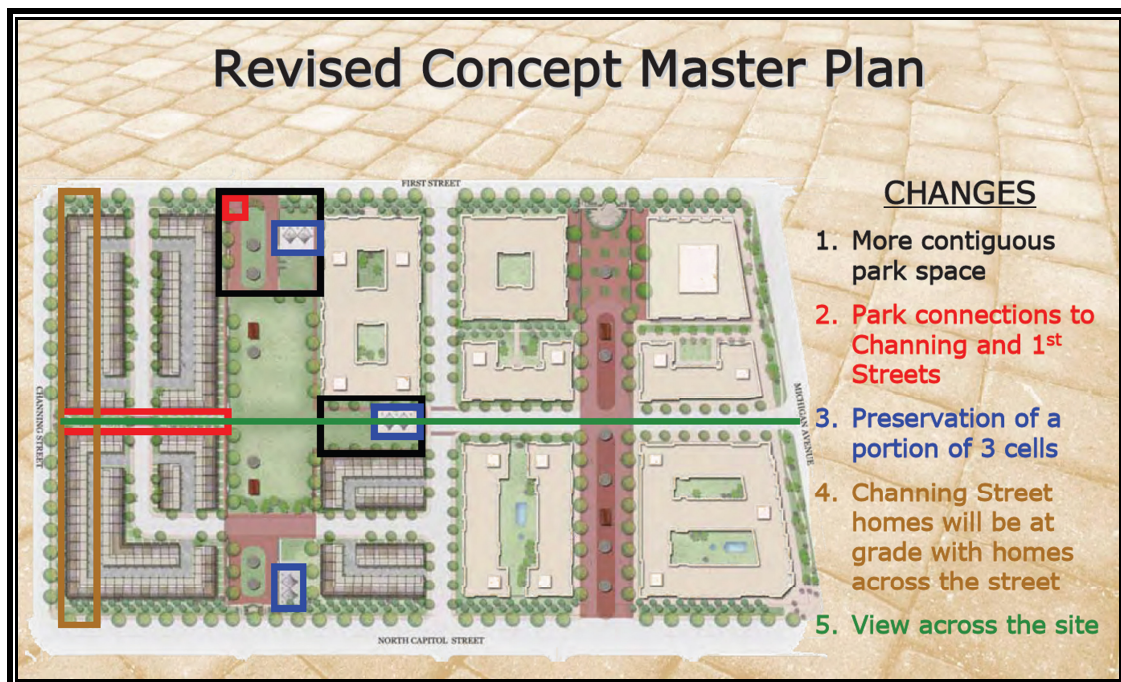 Revised Concept Master Plan
FIRST STREET
CHANNING STREET
MICHIGAN AVENUE
NORTH CAPITOL STREET
CHANGES
1. More contiguous
park space
2. Park connections to
Channing and 1st
Streets
3. Preservation of a
portion of 3 cells
4. Channing Street
homes will be at
grade with homes
across the street
5. View across the site